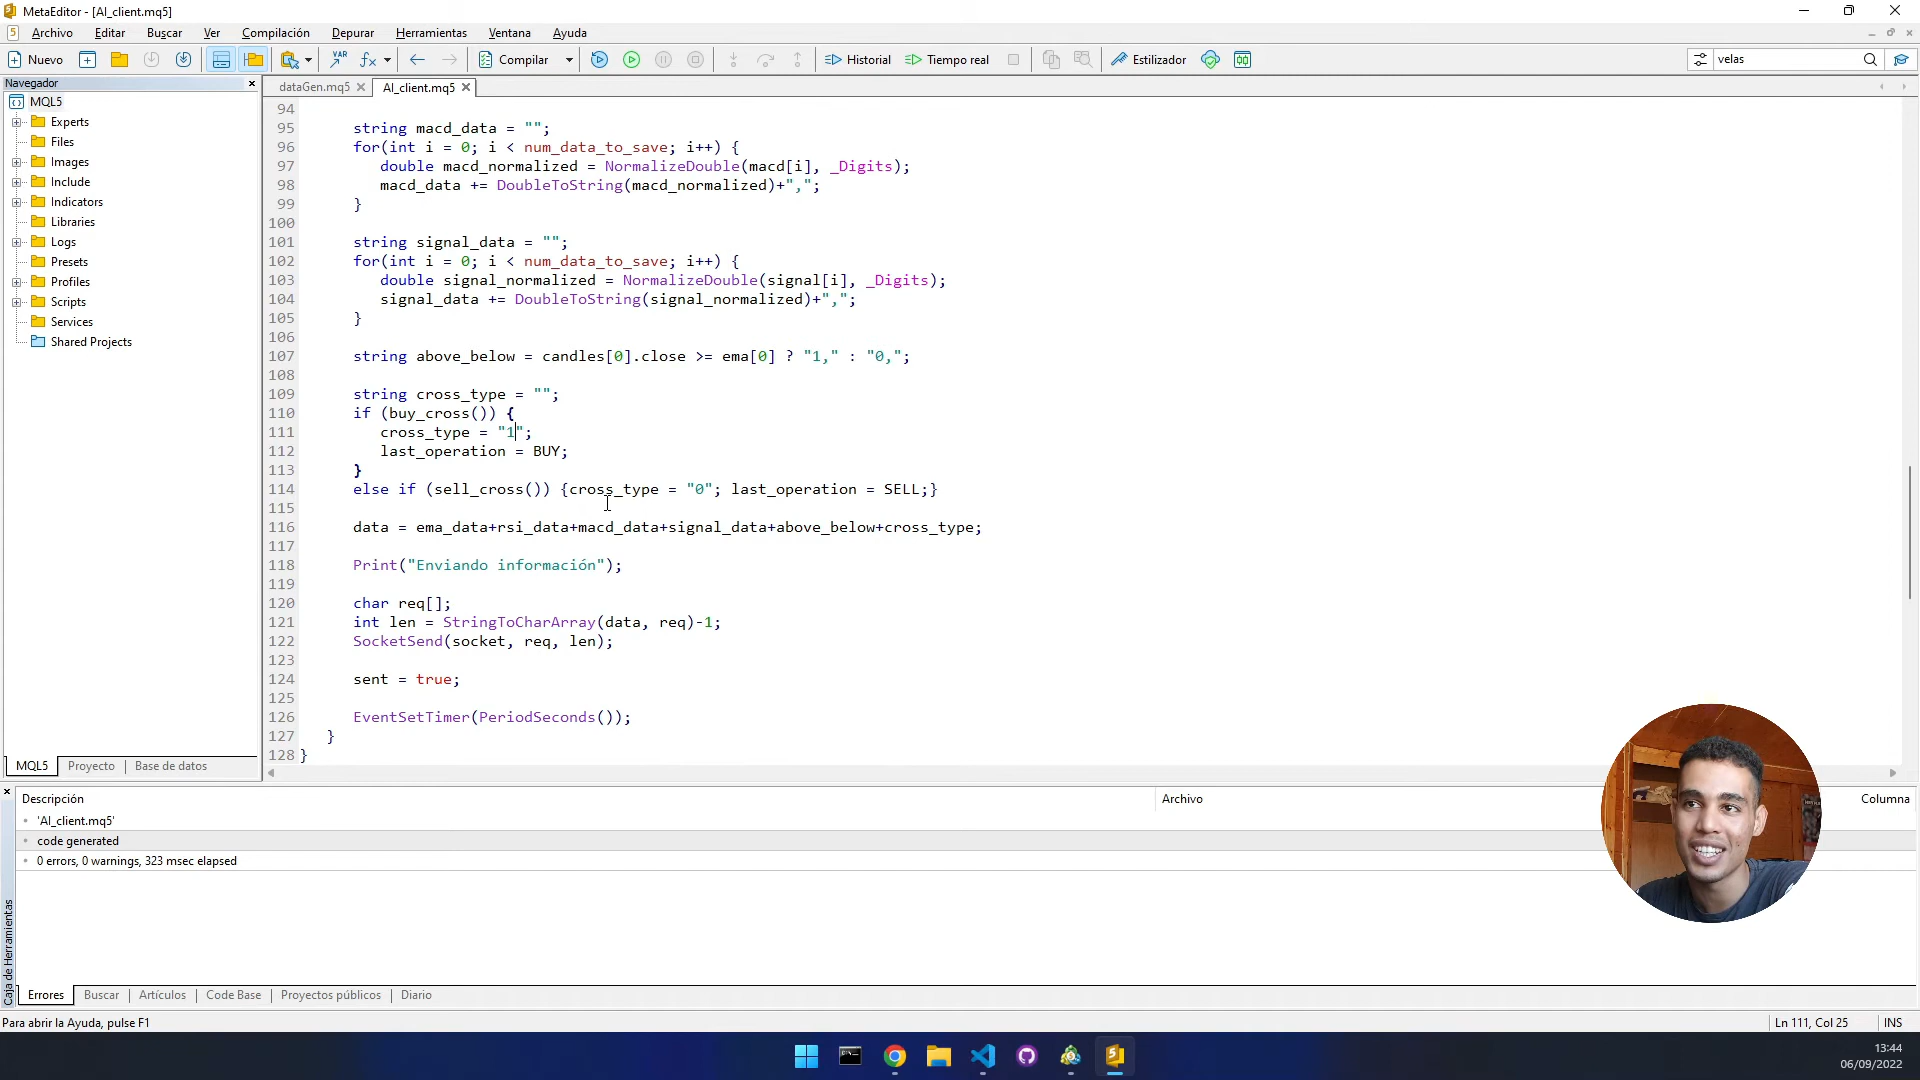 MetaEditor - [AI_client.mq5]
Archivo Editar Buscar Ver Compilación Depurar Herramientas Ventana Ayuda
Nuevo VAR Compilar Historial Tiempo real Estilizador velas
Navegador
dataGen.mq5 AI_client.mq5
MQL5
Experts
Files
Images
Include
Indicators
Libraries
Logs
Presets
Profiles
Scripts
Services
Shared Projects
MQL5 Proyecto Base de datos
94
95 string macd_data = "";
96 for(int i = 0; i < num_data_to_save; i++) {
97 double macd_normalized = NormalizeDouble(macd[i], _Digits);
98 macd_data += DoubleToString(macd_normalized)+",";
99 }
100
101 string signal_data = "";
102 for(int i = 0; i < num_data_to_save; i++) {
103 double signal_normalized = NormalizeDouble(signal[i], _Digits);
104 signal_data += DoubleToString(signal_normalized)+",";
105 }
106
107 string above_below = candles[0].close >= ema[0] ? "1," : "0,";
108
109 string cross_type = "";
110 if (buy_cross()) {
111 cross_type = "1";
112 last_operation = BUY;
113 }
114 else if (sell_cross()) {cross_type = "0"; last_operation = SELL;}
115
116 data = ema_data+rsi_data+macd_data+signal_data+above_below+cross_type;
117
118 Print("Enviando información");
119
120 char req[];
121 int len = StringToCharArray(data, req)-1;
122 SocketSend(socket, req, len);
123
124 sent = true;
125
126 EventSetTimer(PeriodSeconds());
127 }
128 }
Descripción Archivo Columna
'AI_client.mq5'
code generated
0 errors, 0 warnings, 323 msec elapsed
Caja de Herramientas
Errores Buscar Artículos Code Base Proyectos públicos Diario
Para abrir la Ayuda, pulse F1 Ln 111, Col 25 INS
13:44
06/09/2022